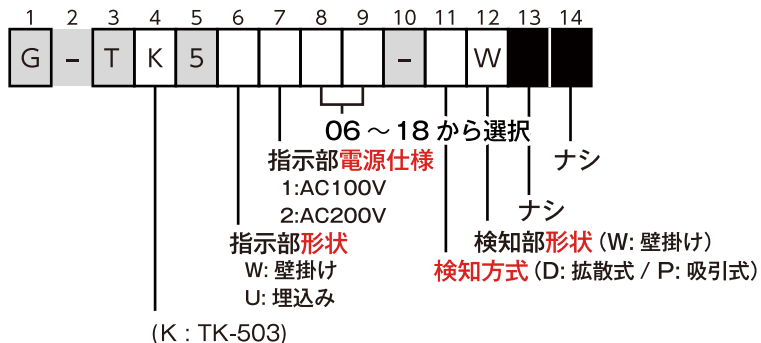 1 2 3 4 5 6 7 8 9 10 11 12 13 14
G - T K 5 - W
06 ～ 18 から選択
指示部電源仕様
1:AC100V
2:AC200V
ナシ
ナシ
指示部形状
W: 壁掛け
U: 埋込み
検知部形状 (W: 壁掛け)
検知方式 (D: 拡散式 / P: 吸引式)
(K : TK-503)